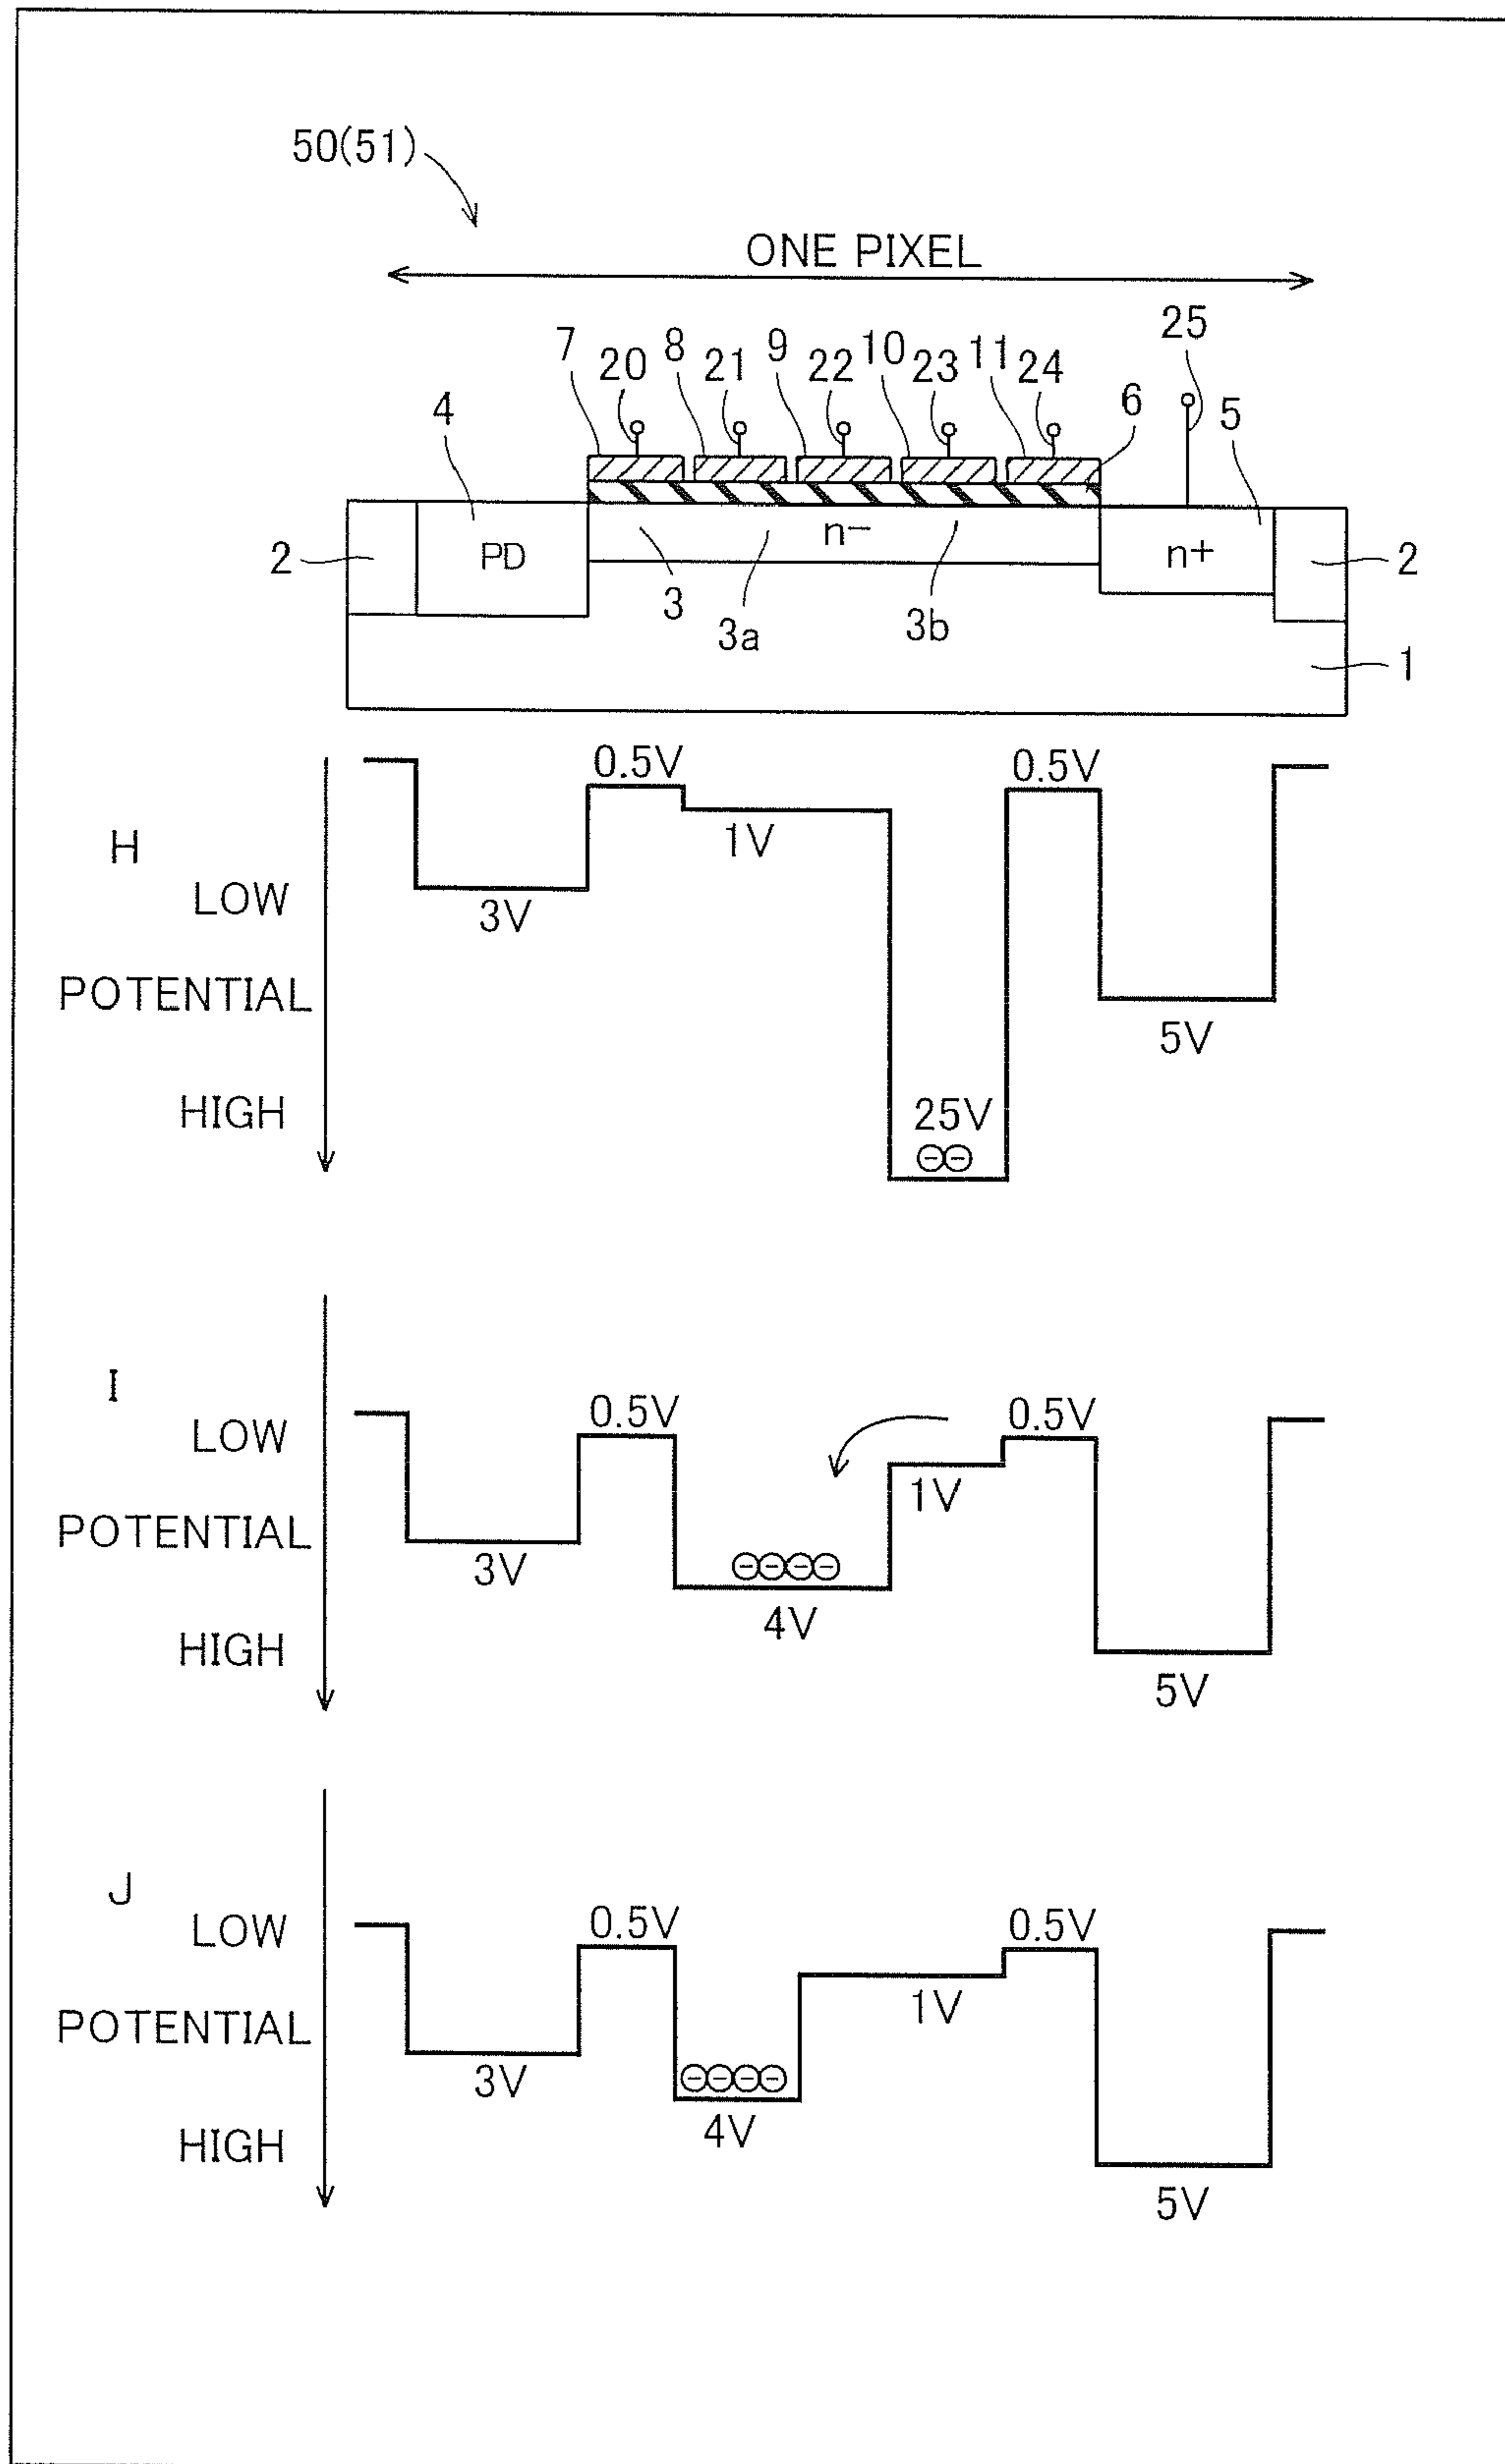 50(51)
ONE PIXEL
7 20 8 21 9 22 10 23 11 24 6 25 5
4
2 PD 3 3a n- 3b n+ 2
1
H
LOW
POTENTIAL
HIGH
0.5V
1V
3V
25V
⊖⊖
0.5V
5V
I
LOW
POTENTIAL
HIGH
0.5V
3V
⊖⊖⊖⊖
4V
1V
0.5V
5V
J
LOW
POTENTIAL
HIGH
0.5V
3V
⊖⊖⊖⊖
4V
1V
0.5V
5V